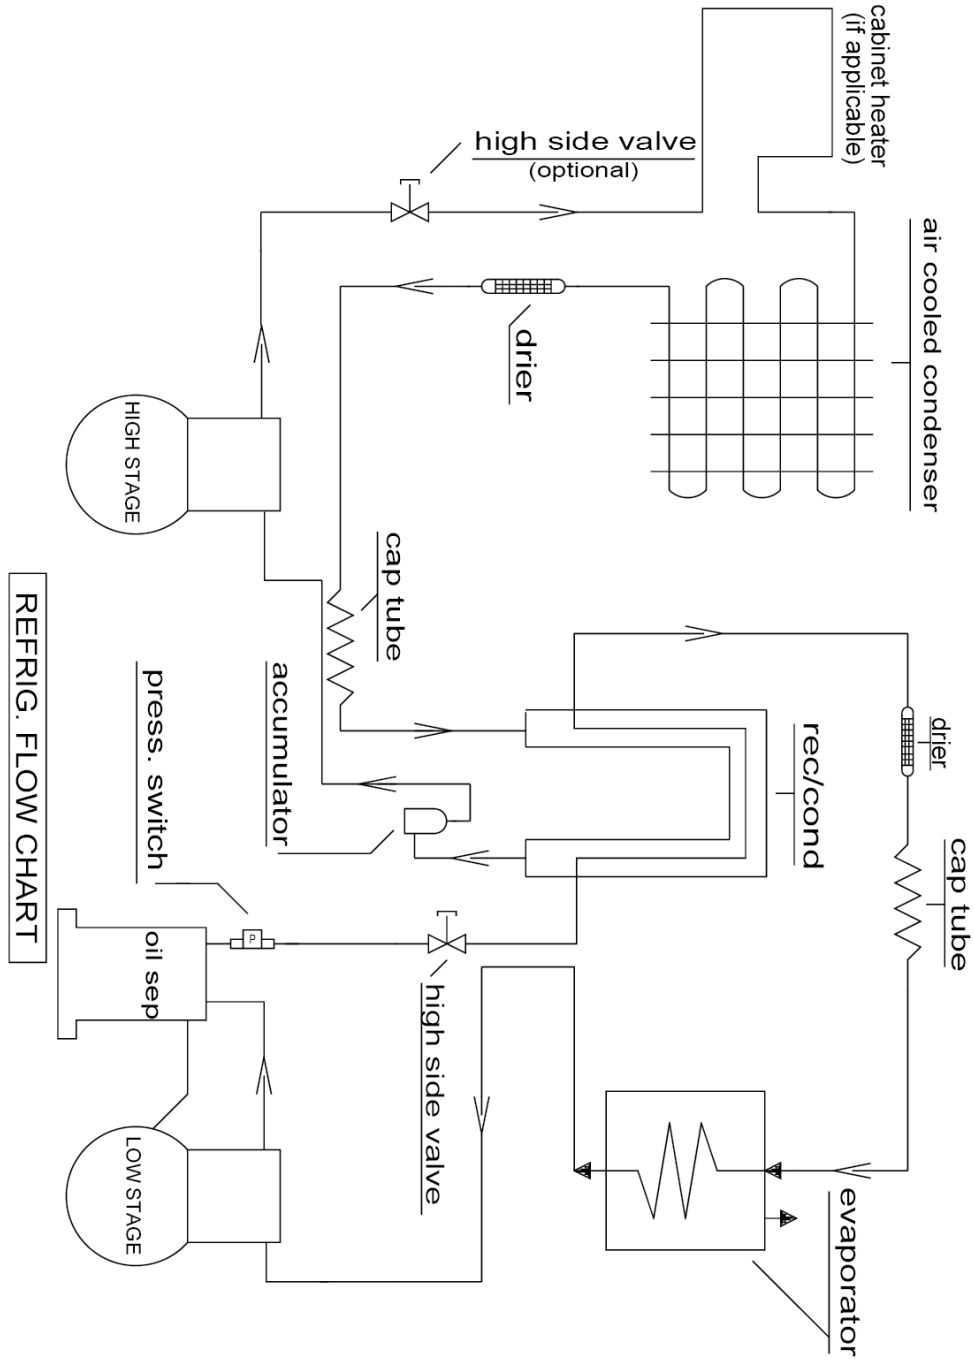 cabinet heater
(if applicable)
high side valve
(optional)
air cooled condenser
drier
HIGH STAGE
cap tube
accumulator
press. switch
REFRIG. FLOW CHART
rec/cond
drier
cap tube
P
oil sep
high side valve
LOW STAGE
evaporator